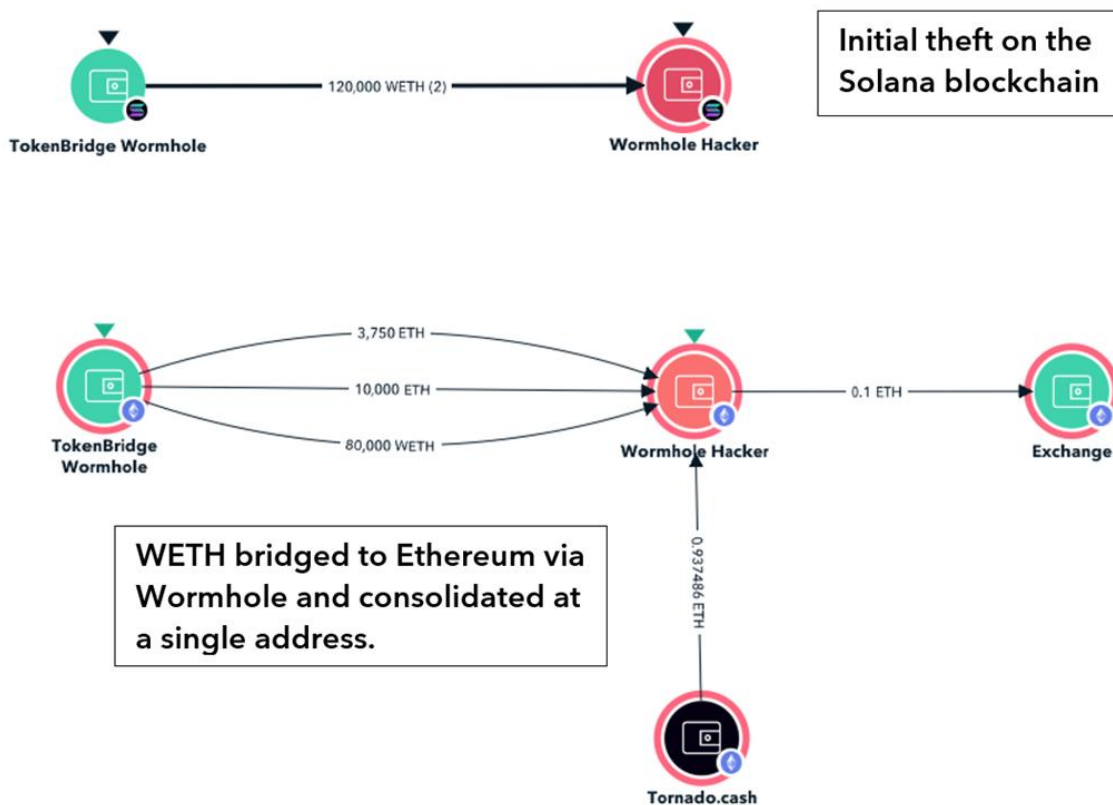 Initial theft on the
Solana blockchain
120,000 WETH (2)
TokenBridge Wormhole
Wormhole Hacker
3,750 ETH
10,000 ETH
80,000 WETH
0.1 ETH
TokenBridge
Wormhole
Wormhole Hacker
Exchange
WETH bridged to Ethereum via
Wormhole and consolidated at
a single address.
0.937486 ETH
Tornado.cash